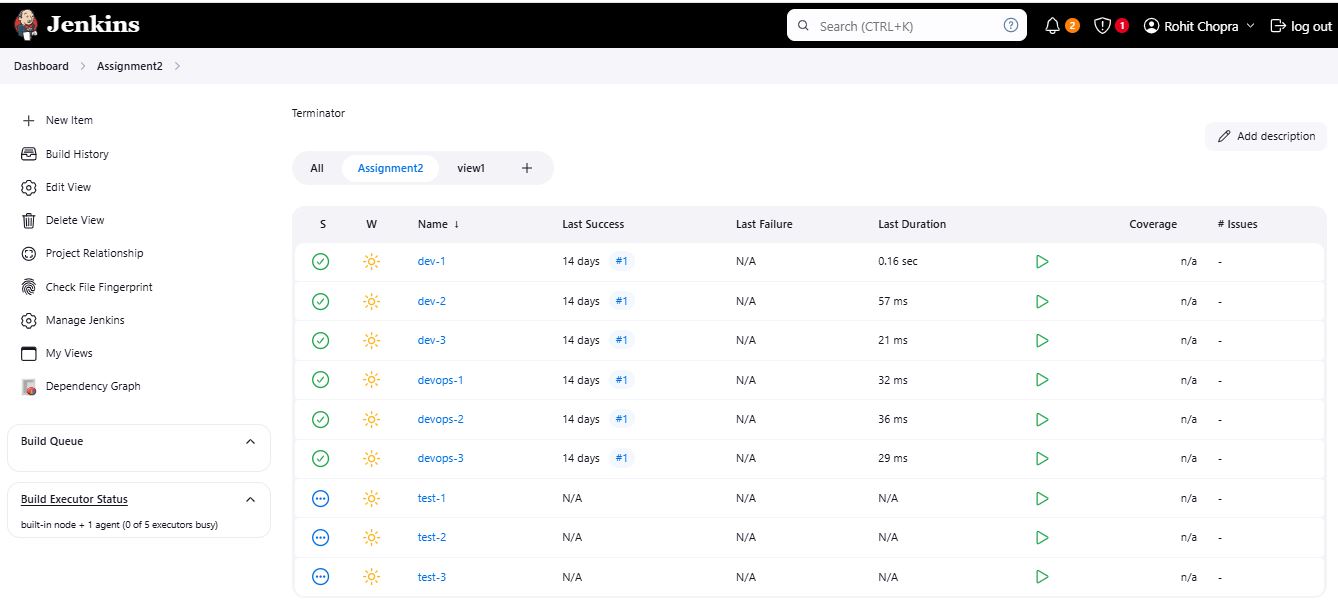 Jenkins
Search (CTRL+K)
2
1
Rohit Chopra
log out
Dashboard > Assignment2 >
New Item
Build History
Edit View
Delete View
Project Relationship
Check File Fingerprint
Manage Jenkins
My Views
Dependency Graph
Build Queue
Build Executor Status
built-in node + 1 agent (0 of 5 executors busy)
Terminator
Add description
All Assignment2 view1 +
S W Name ↓ Last Success Last Failure Last Duration Coverage # Issues
dev-1 14 days #1 N/A 0.16 sec n/a -
dev-2 14 days #1 N/A 57 ms n/a -
dev-3 14 days #1 N/A 21 ms n/a -
devops-1 14 days #1 N/A 32 ms n/a -
devops-2 14 days #1 N/A 36 ms n/a -
devops-3 14 days #1 N/A 29 ms n/a -
test-1 N/A N/A N/A n/a -
test-2 N/A N/A N/A n/a -
test-3 N/A N/A N/A n/a -